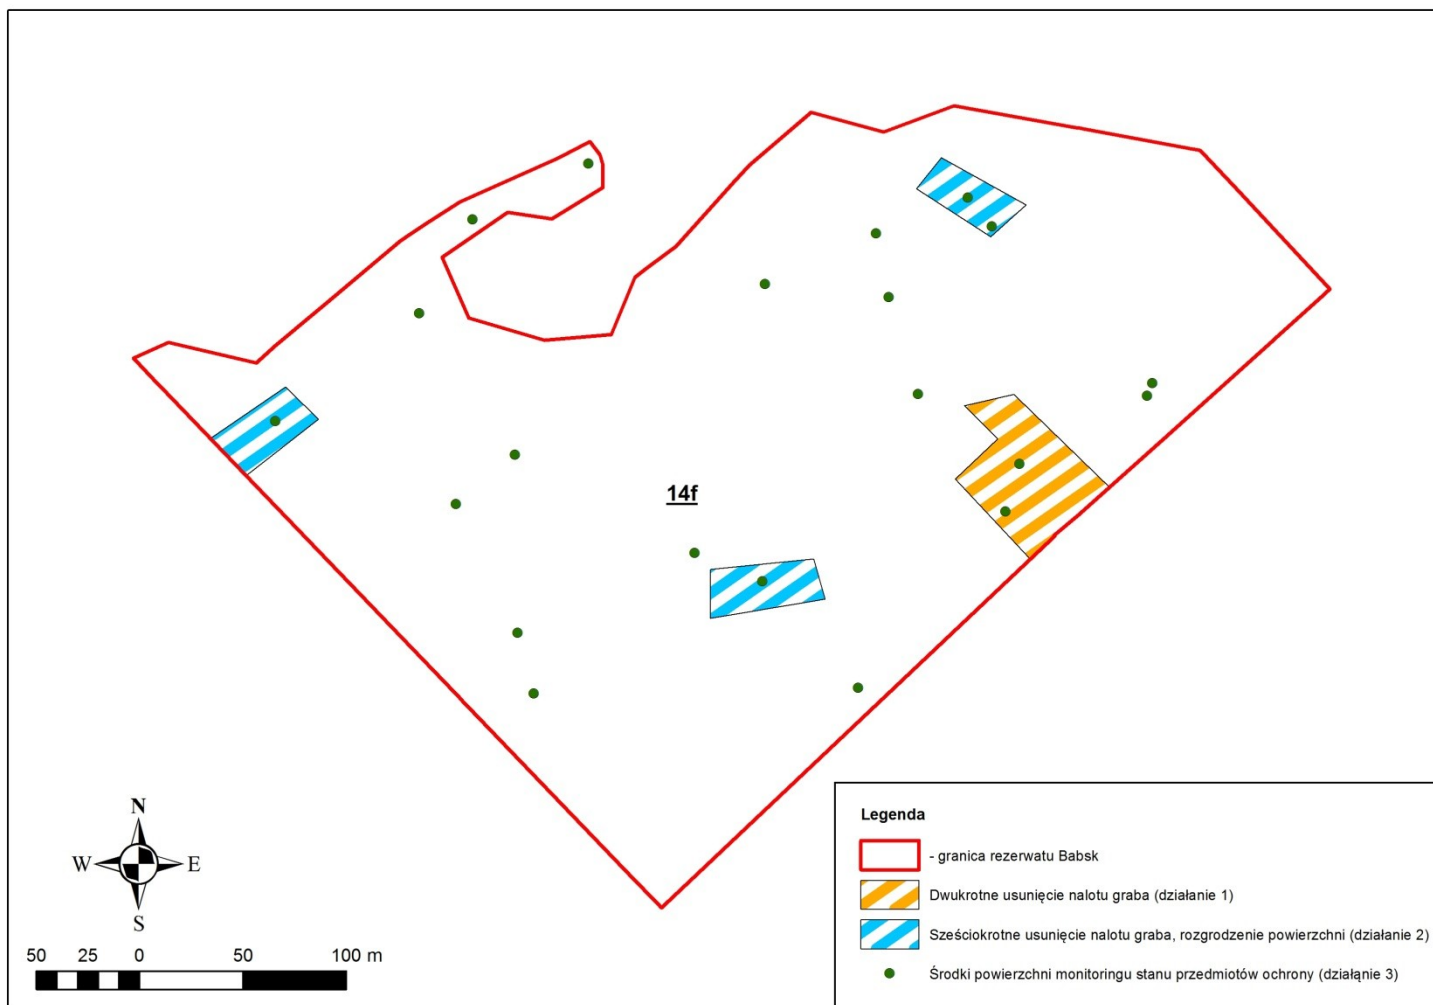 14f
N
W E
S
50 25 0 50 100 m
Legenda
- granica rezerwatu Babsk
Dwukrotne usunięcie nalotu graba (działanie 1)
Sześciokrotne usunięcie nalotu graba, rozgrodzenie powierzchni (działanie 2)
Środki powierzchni monitoringu stanu przedmiotów ochrony (działąnie 3)